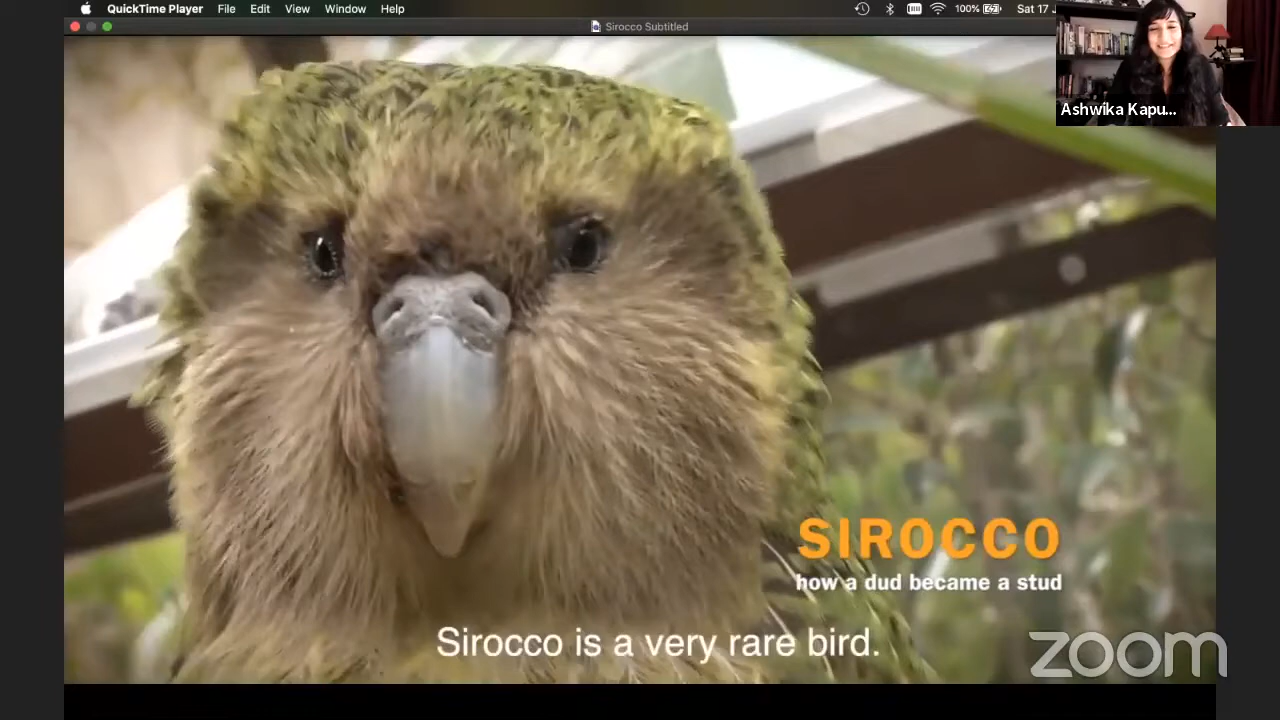 QuickTime Player File Edit View Window Help 100% Sat 17 J
Sirocco Subtitled
Ashwika Kapu...
SIROCCO
how a dud became a stud
Sirocco is a very rare bird.
zoom